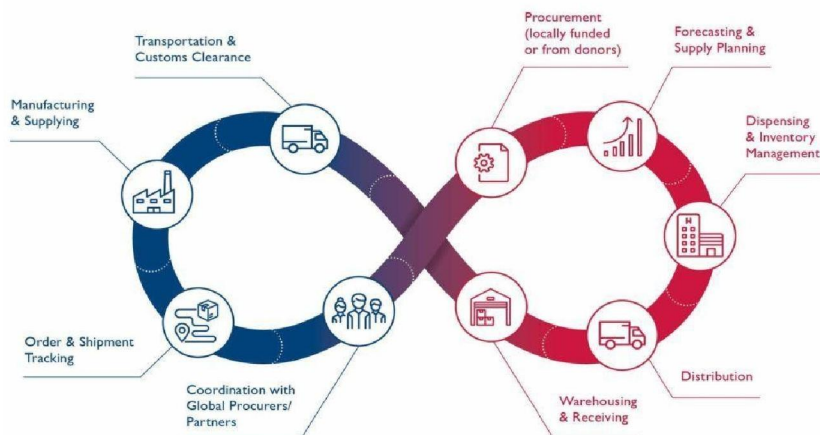 Transportation &
Customs Clearance
Manufacturing
& Supplying
Order & Shipment
Tracking
Coordination with
Global Procurers/
Partners
Procurement
(locally funded
or from donors)
Forecasting &
Supply Planning
Dispensing
& Inventory
Management
H
Distribution
Warehousing
& Receiving